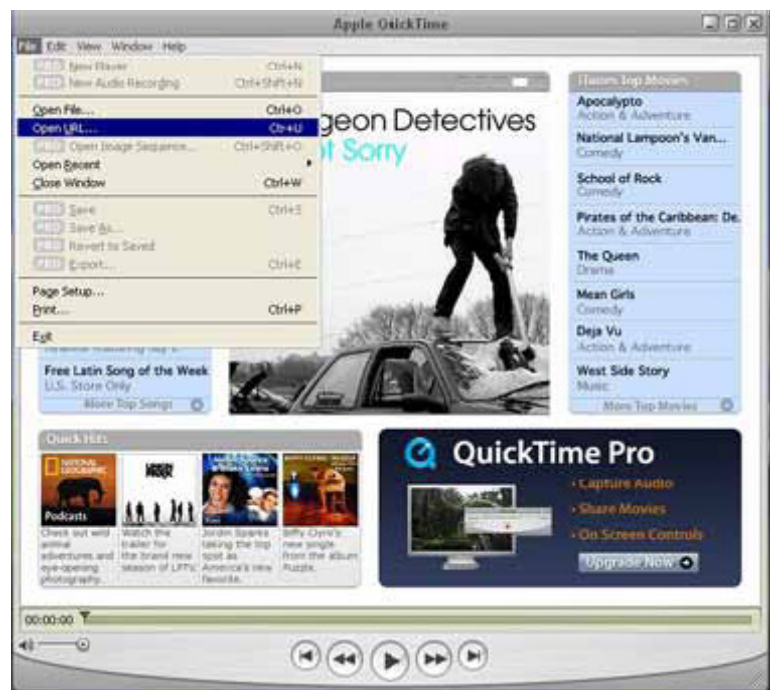 Apple QuickTime
File Edit View Window Help
PRO New Player Ctrl+N
PRO New Audio Recording Ctrl+Shift+N
Open File... Ctrl+O
Open URL... Ctrl+U
PRO Open Image Sequence... Ctrl+Shift+O
Open Recent
Close Window Ctrl+W
PRO Save Ctrl+S
PRO Save As...
PRO Revert to Saved
PRO Export... Ctrl+E
Page Setup...
Print... Ctrl+P
Exit
geon Detectives
t Sorry
iTunes Top Movies
Apocalypto
Action & Adventure
National Lampoon's Van...
Comedy
School of Rock
Comedy
Pirates of the Caribbean: De.
Action & Adventure
The Queen
Drama
Mean Girls
Comedy
Deja Vu
Action & Adventure
West Side Story
Music
More Top Movies
Free Latin Song of the Week
U.S. Store Only
More Top Songs
Quick Hits
NATIONAL GEOGRAPHIC
Podcasts
Check out wild
animal
adventures and
eye-opening
photography.
Watch the
trailer for
the brand new
season of LPTV.
Jordin Sparks
taking the top
spot as
America's new
favorite.
Biffy Clyro's
new single
from the album
Puzzle.
QuickTime Pro
• Capture Audio
• Share Movies
• On Screen Controls
Upgrade Now
00:00:00